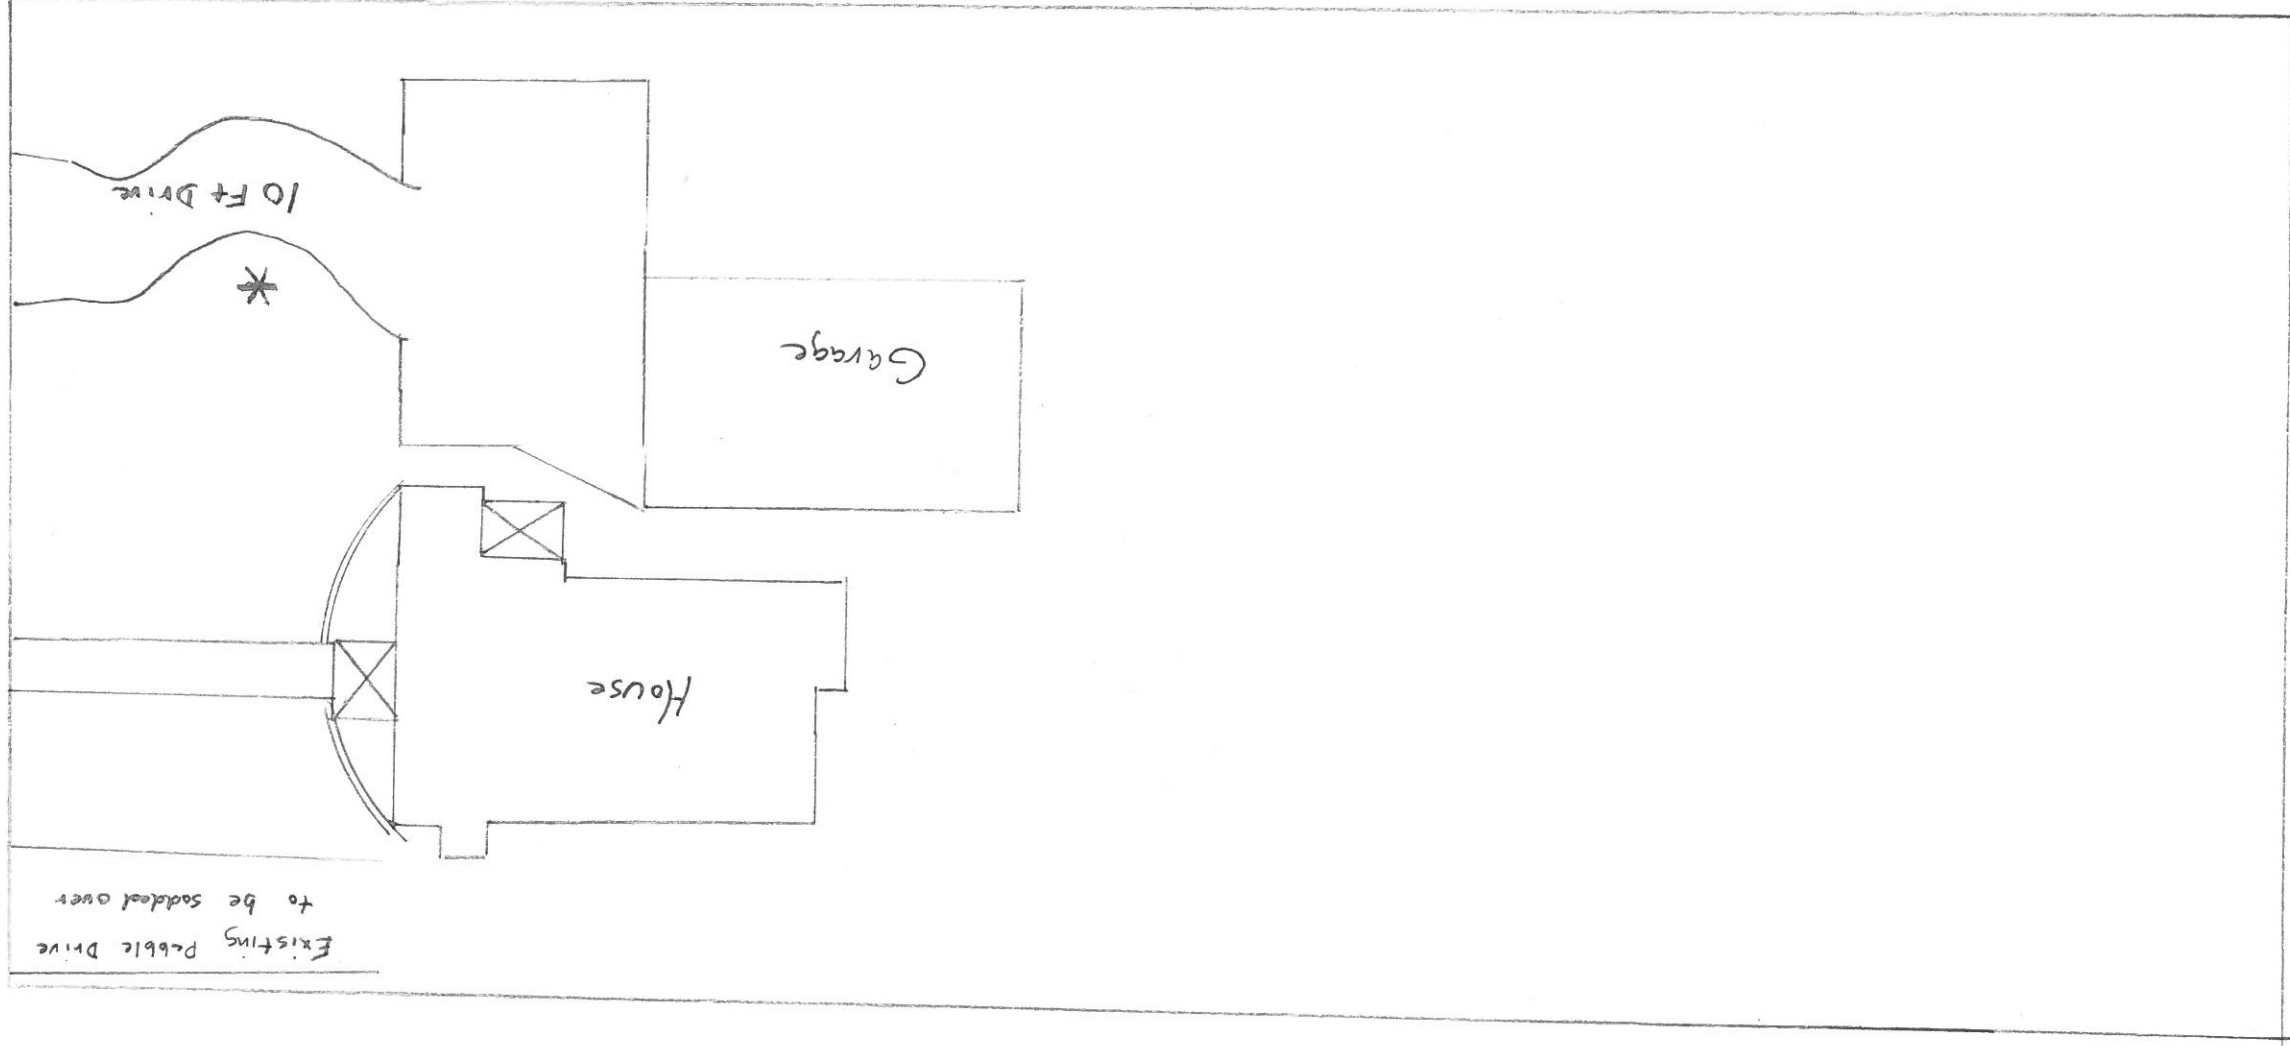 Existing Pebble Drive
to be sodded over
House
Garage
10 Ft Drive